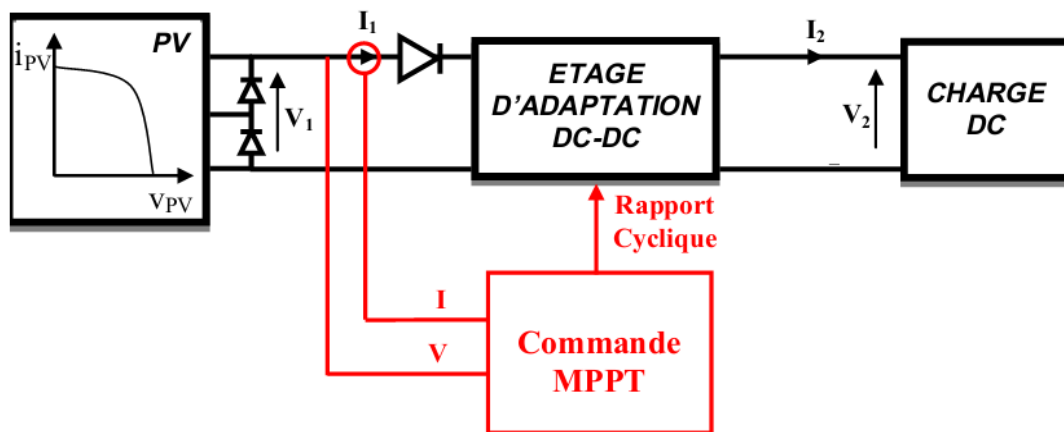 PV
iPV
vPV
V1
I1
ETAGE
D'ADAPTATION
DC-DC
I2
V2
CHARGE
DC
Rapport
Cyclique
I
V
Commande
MPPT